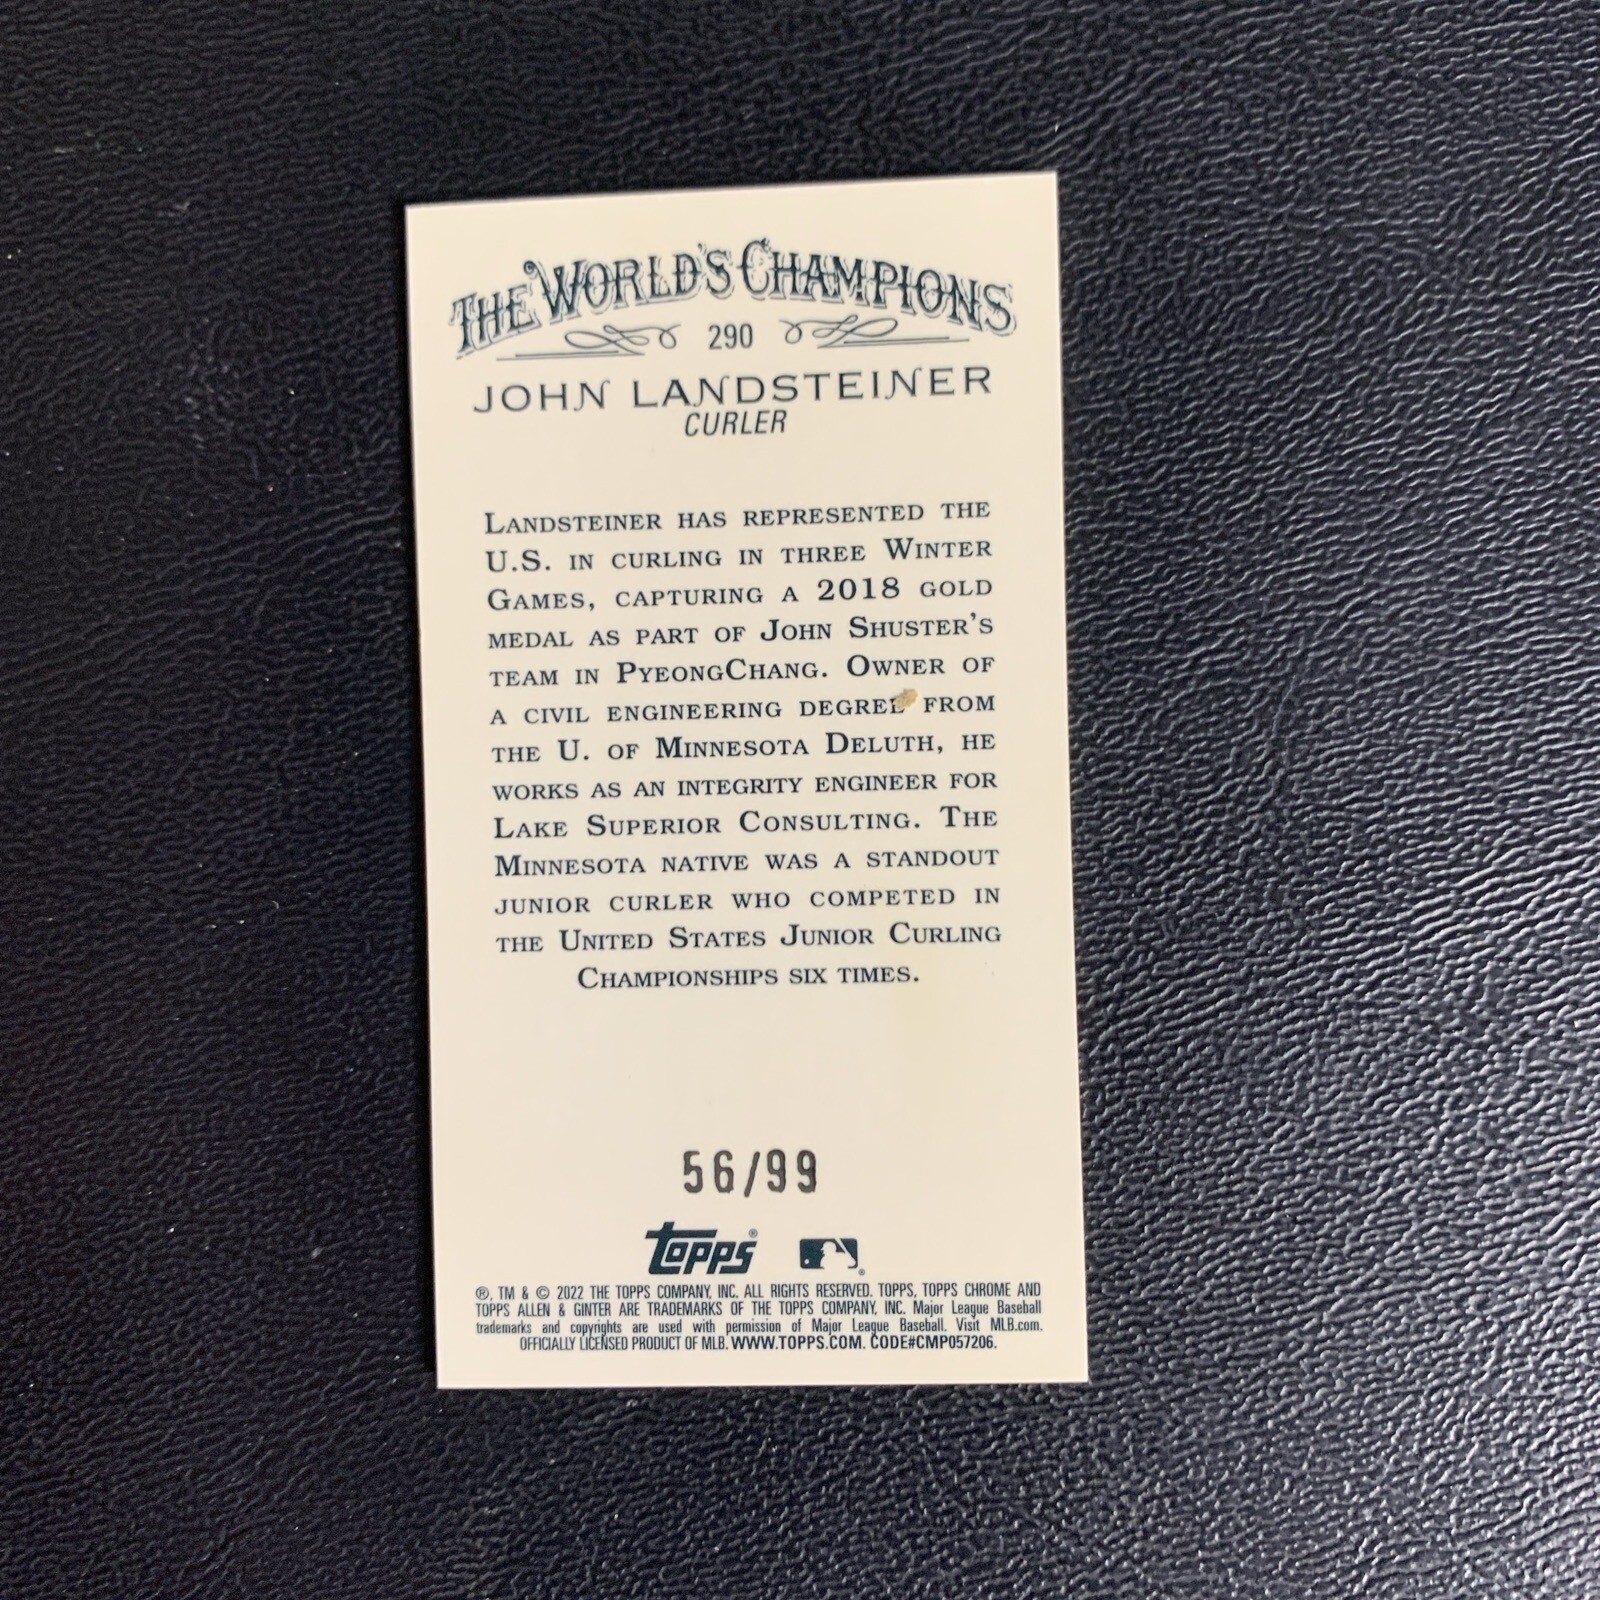 THE WORLD'S CHAMPIONS
290
JOHN LANDSTEINER
CURLER
LANDSTEINER HAS REPRESENTED THE
U.S. IN CURLING IN THREE WINTER
GAMES, CAPTURING A 2018 GOLD
MEDAL AS PART OF JOHN SHUSTER'S
TEAM IN PYEONGCHANG. OWNER OF
A CIVIL ENGINEERING DEGREE FROM
THE U. OF MINNESOTA DELUTH, HE
WORKS AS AN INTEGRITY ENGINEER FOR
LAKE SUPERIOR CONSULTING. THE
MINNESOTA NATIVE WAS A STANDOUT
JUNIOR CURLER WHO COMPETED IN
THE UNITED STATES JUNIOR CURLING
CHAMPIONSHIPS SIX TIMES.
56/99
topps®
®, TM & © 2022 THE TOPPS COMPANY, INC. ALL RIGHTS RESERVED. TOPPS, TOPPS CHROME AND
TOPPS ALLEN & GINTER ARE TRADEMARKS OF THE TOPPS COMPANY, INC. Major League Baseball
trademarks and copyrights are used with permission of Major League Baseball. Visit MLB.com.
OFFICIALLY LICENSED PRODUCT OF MLB. WWW.TOPPS.COM. CODE#CMP057206.